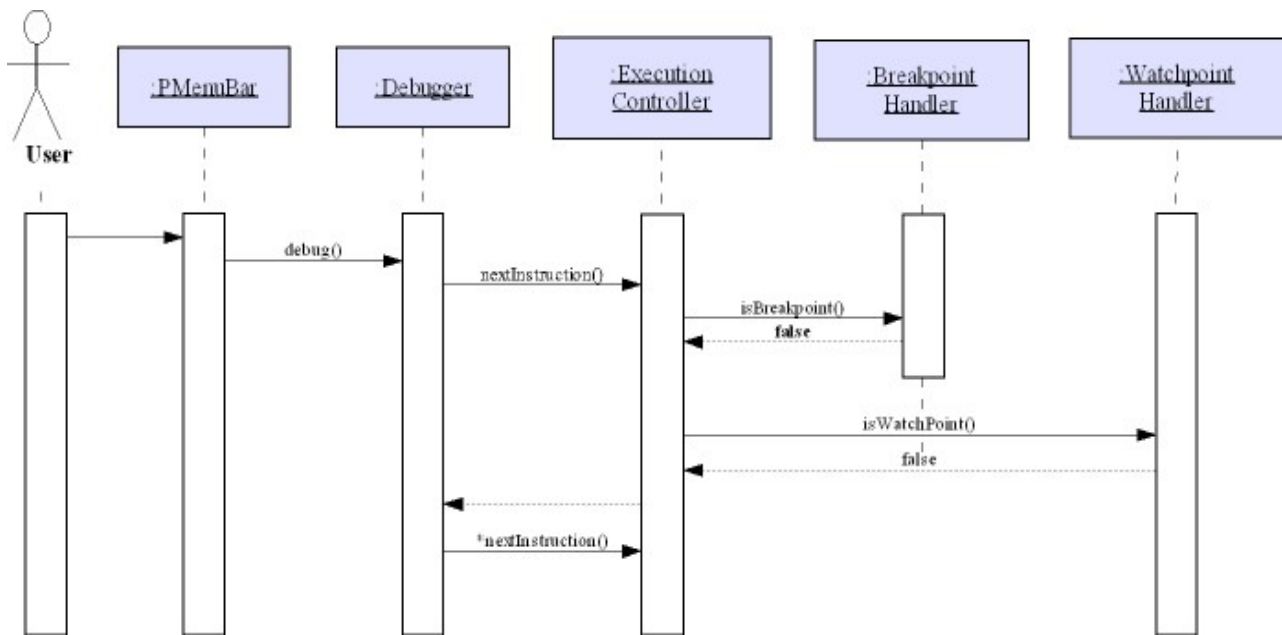 :PMenuBar
:Debugger
:Execution
Controller
:Breakpoint
Handler
:Watchpoint
Handler
User
debug()
nextInstruction()
isBreakpoint()
false
isWatchPoint()
false
*nextInstruction()